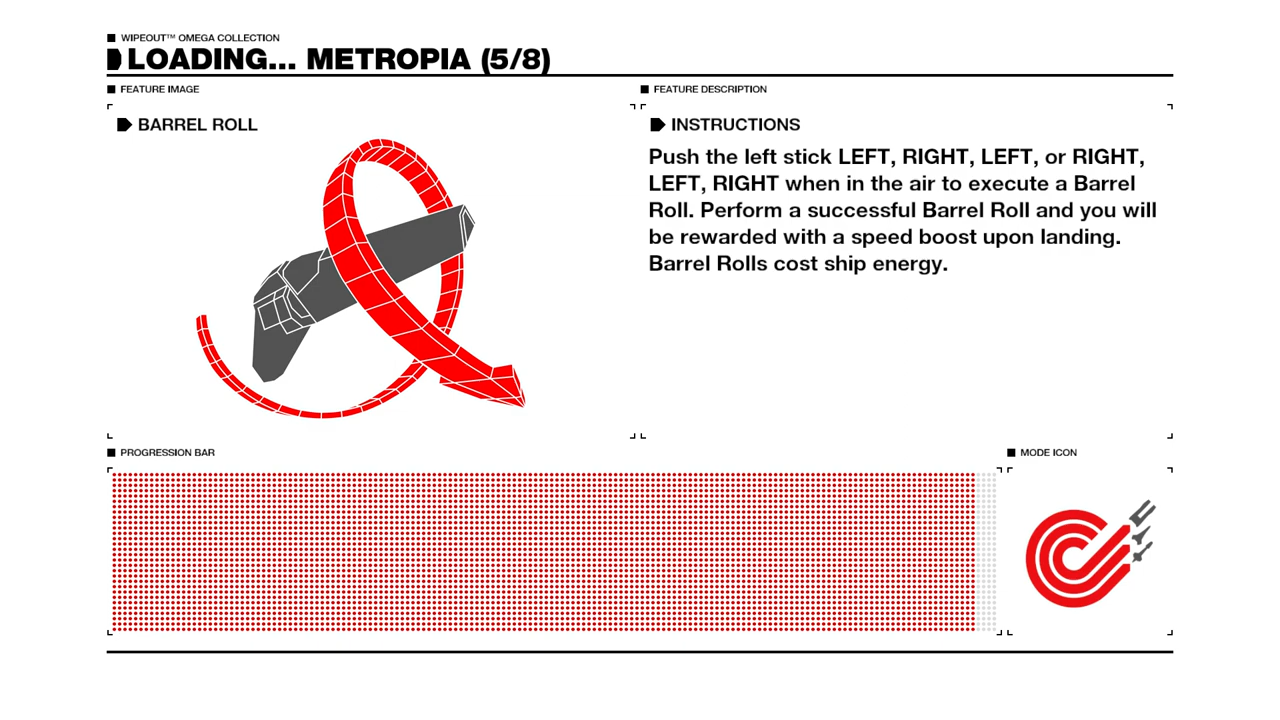 WIPEOUT™ OMEGA COLLECTION
LOADING... METROPIA (5/8)
FEATURE IMAGE
BARREL ROLL
FEATURE DESCRIPTION
INSTRUCTIONS
Push the left stick LEFT, RIGHT, LEFT, or RIGHT,
LEFT, RIGHT when in the air to execute a Barrel
Roll. Perform a successful Barrel Roll and you will
be rewarded with a speed boost upon landing.
Barrel Rolls cost ship energy.
PROGRESSION BAR
MODE ICON